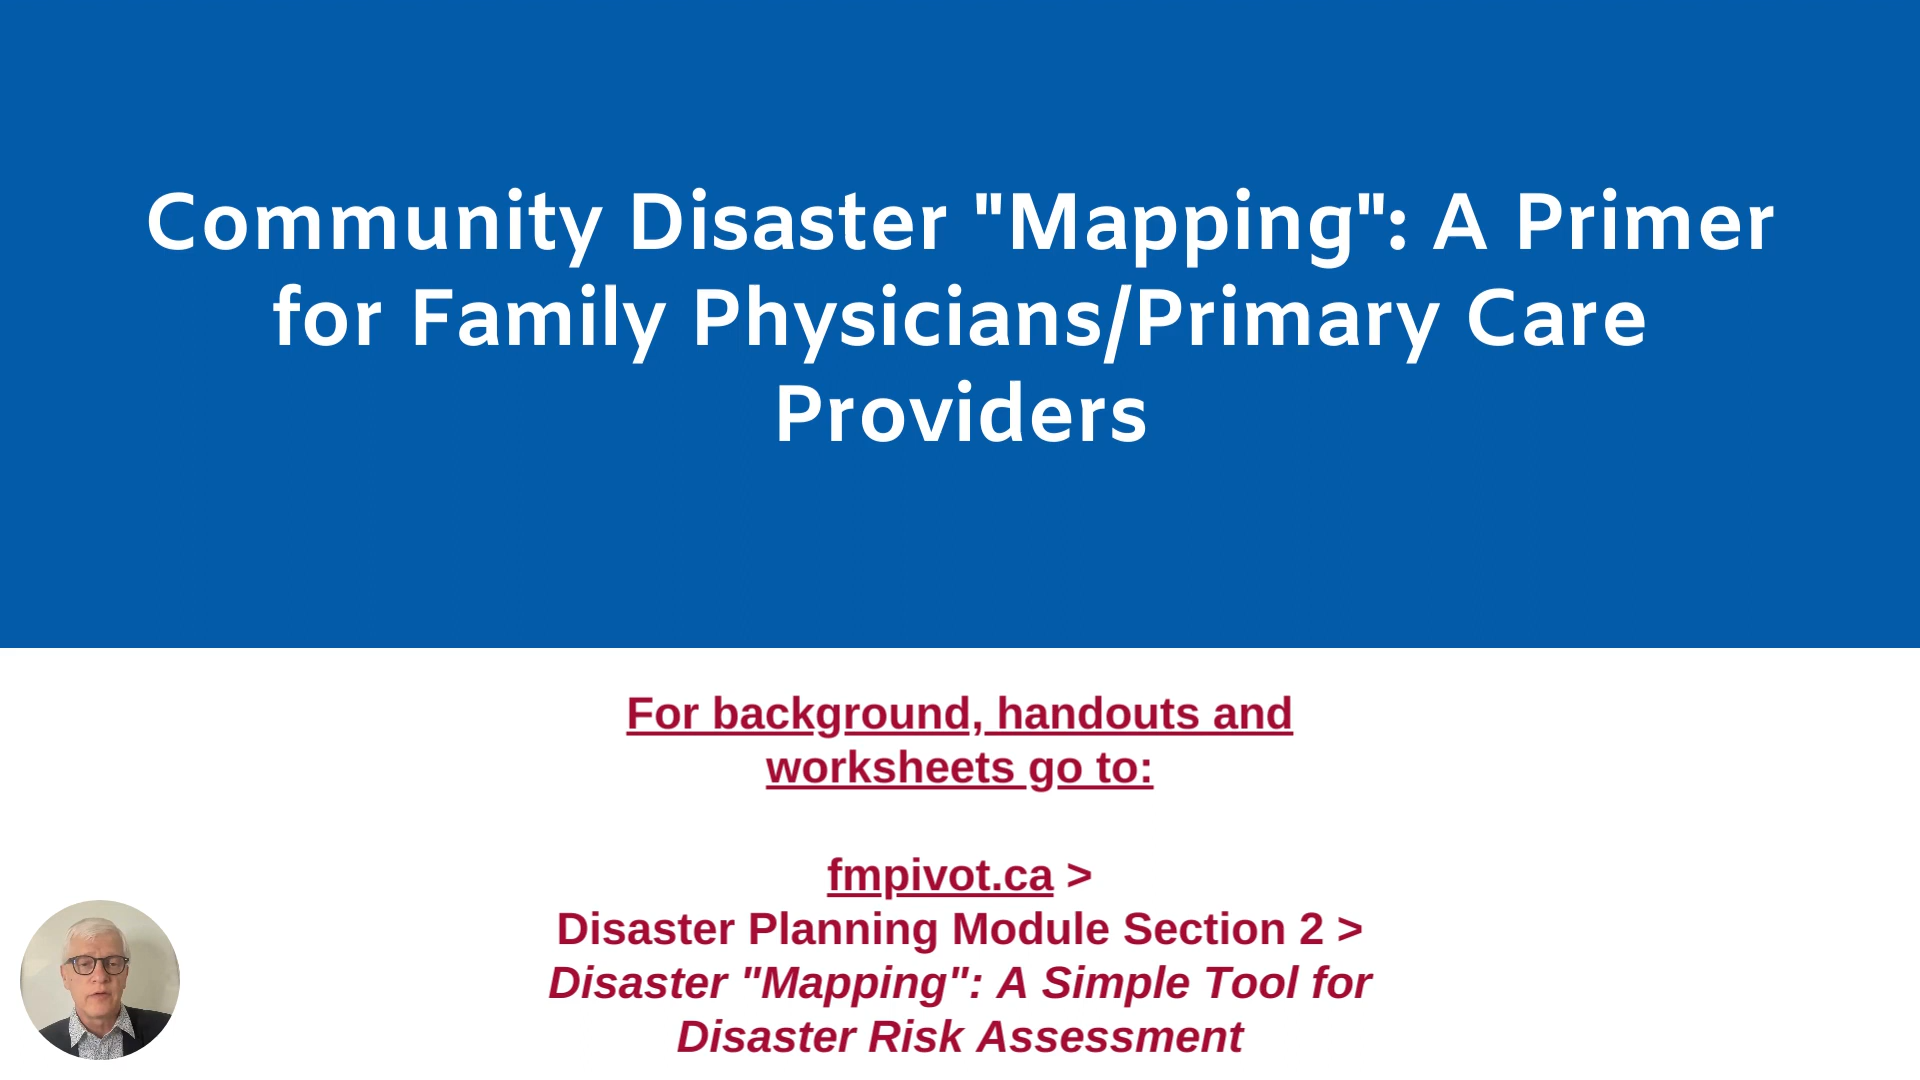 Community Disaster "Mapping": A Primer
for Family Physicians/Primary Care
Providers
For background, handouts and
worksheets go to:
fmpivot.ca >
Disaster Planning Module Section 2 >
Disaster "Mapping": A Simple Tool for
Disaster Risk Assessment